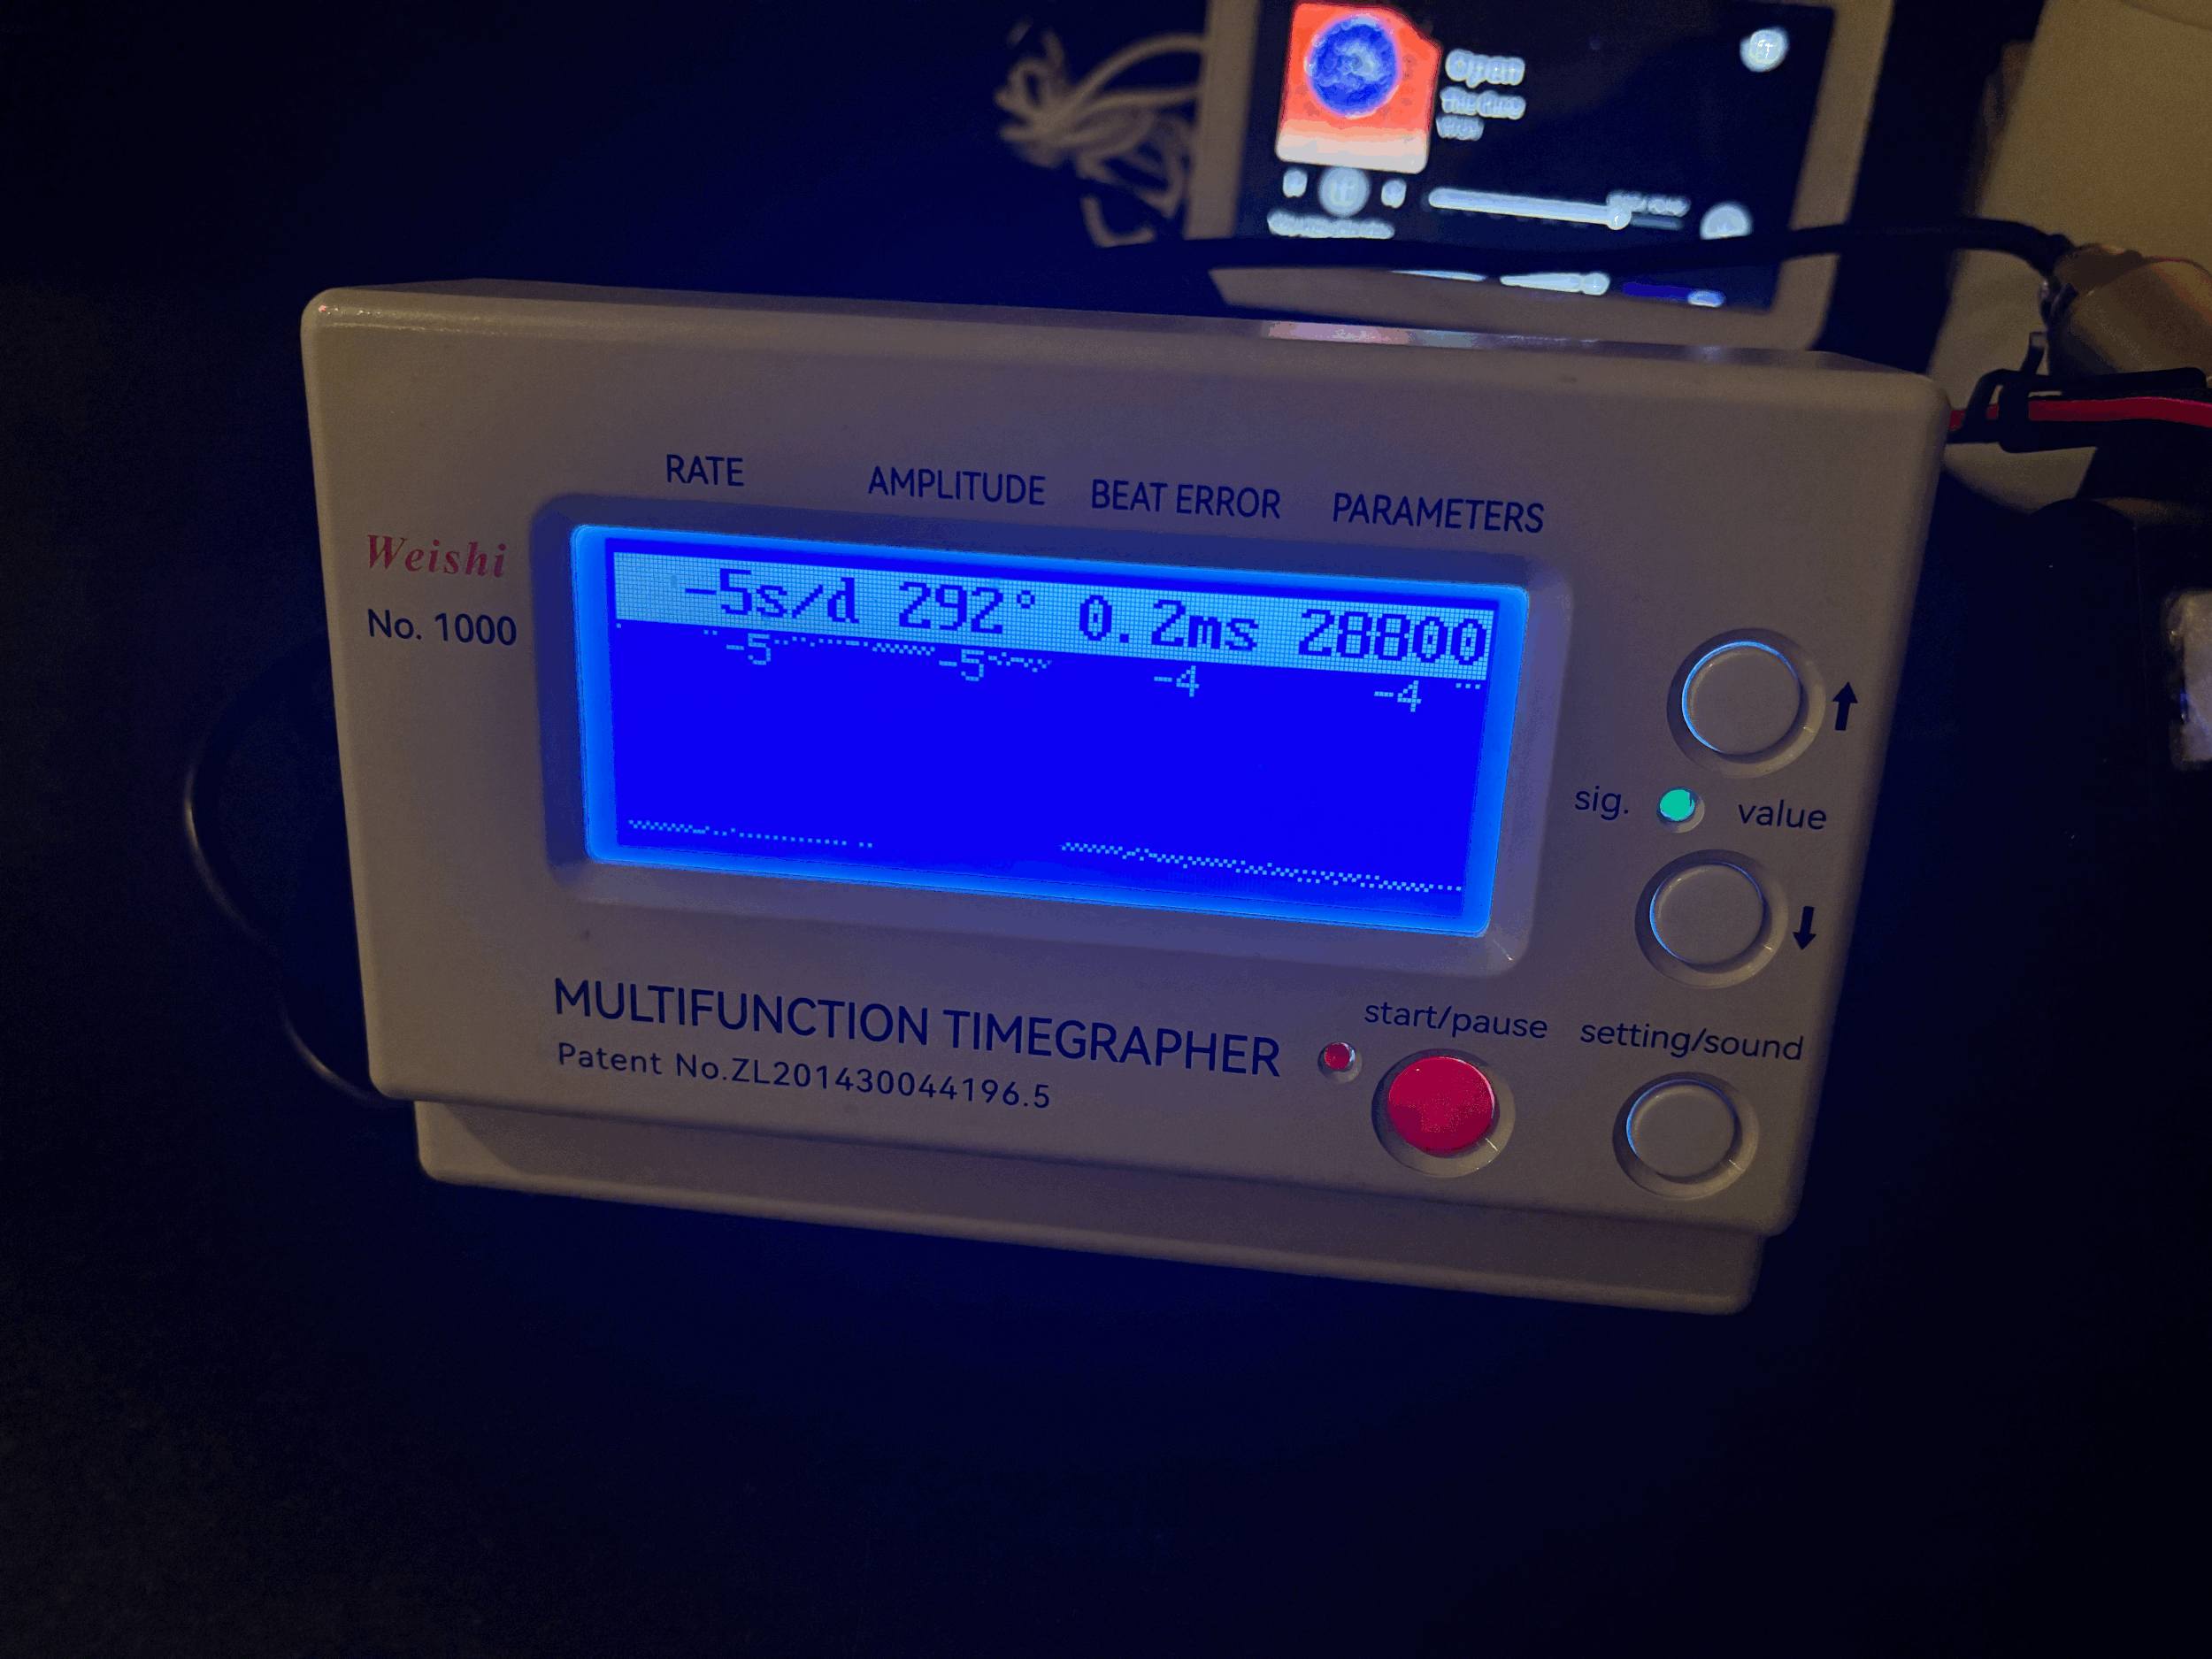 Open
RATE AMPLITUDE BEAT ERROR PARAMETERS
Weishi
No. 1000
-5s/d 292° 0.2ms 28800
-5 -5 -4 -4
sig. value
MULTIFUNCTION TIMEGRAPHER
Patent No.ZL201430044196.5
start/pause setting/sound